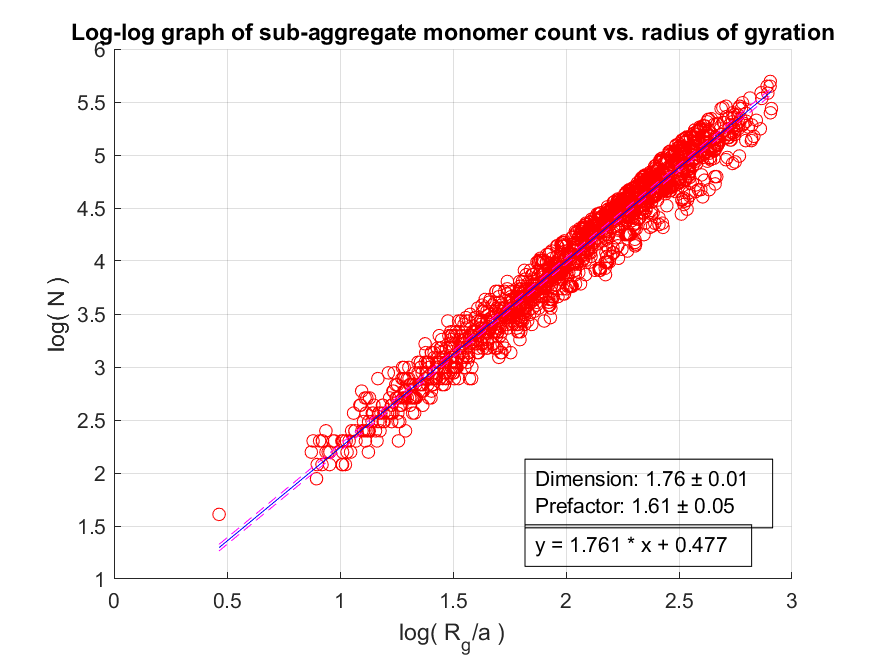 Log-log graph of sub-aggregate monomer count vs. radius of gyration
6
5.5
5
4.5
4
3.5
3
2.5
2
1.5
1
log( N )
Dimension: 1.76 ± 0.01
Prefactor: 1.61 ± 0.05
y = 1.761 * x + 0.477
0 0.5 1 1.5 2 2.5 3
log( R_g/a )